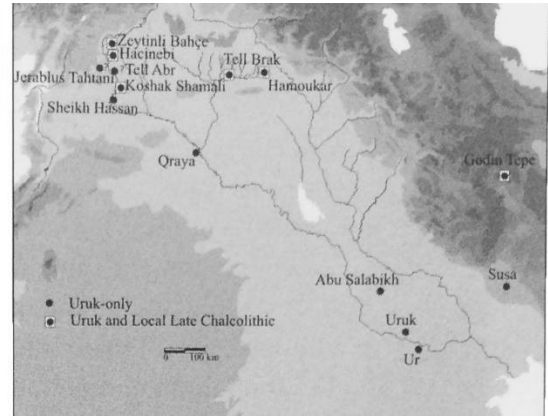 Zeytinli Bahçe
Hacinebi
Jerablus Tahtani
Tell Abr
Tell Brak
Koshak Shamali
Hamoukar
Sheikh Hassan
Qraya
Godin Tepe
Abu Salabikh
Susa
Uruk-only
Uruk and Local Late Chalcolithic
Uruk
Ur
0 100 km